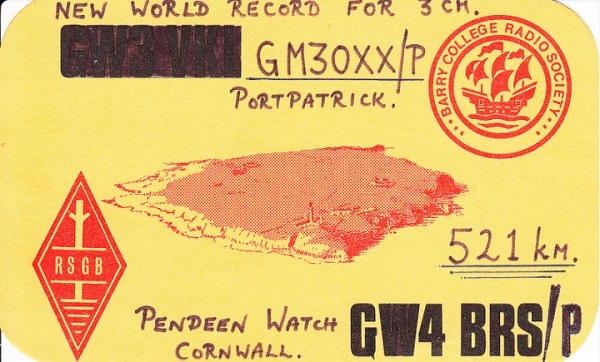 NEW WORLD RECORD FOR 3 CM.
GW3VKL GM3OXX/P
PORTPATRICK.
BARRY COLLEGE RADIO SOCIETY
RSGB
521 km.
PENDEEN WATCH
CORNWALL.
GW4 BRS/P